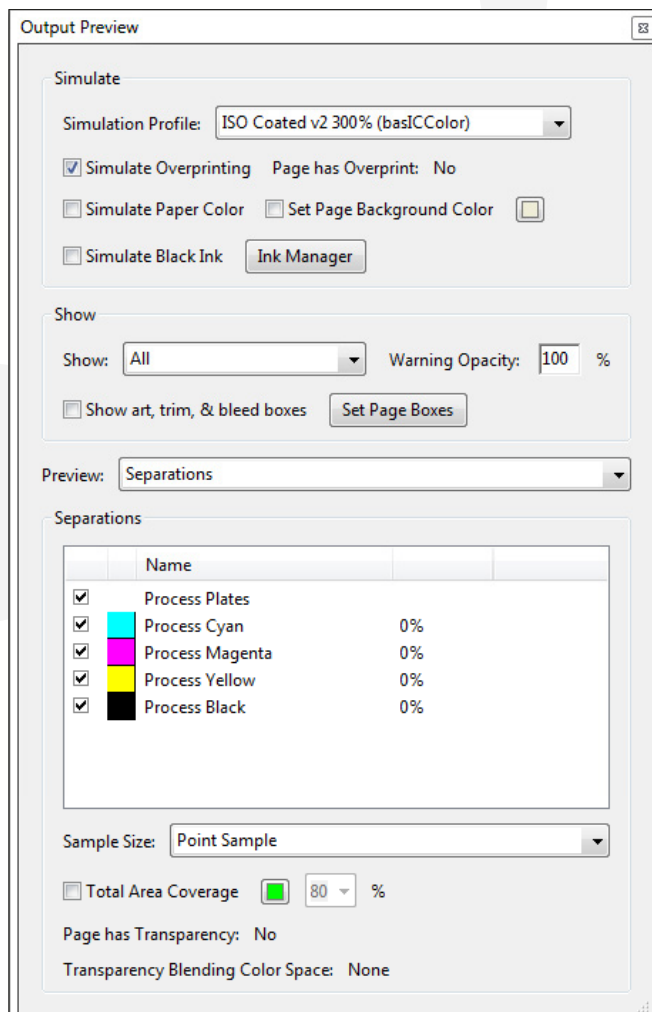 Output Preview
Simulate
Simulation Profile: ISO Coated v2 300% (basICColor)
Simulate Overprinting Page has Overprint: No
Simulate Paper Color Set Page Background Color
Simulate Black Ink Ink Manager
Show
Show: All Warning Opacity: 100 %
Show art, trim, & bleed boxes Set Page Boxes
Preview: Separations
Separations
Name
Process Plates
Process Cyan 0%
Process Magenta 0%
Process Yellow 0%
Process Black 0%
Sample Size: Point Sample
Total Area Coverage 80 %
Page has Transparency: No
Transparency Blending Color Space: None